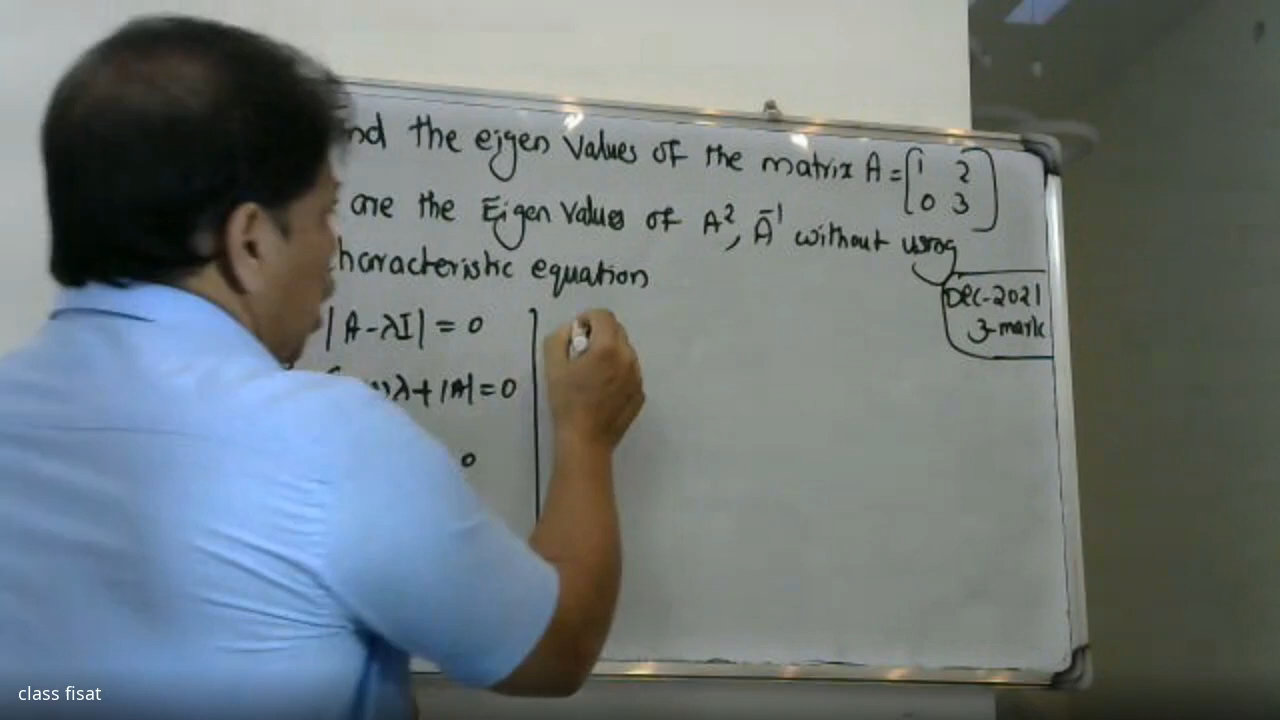 nd the eigen values of the matrix A = [1 2
0 3]
are the Eigen values of A², A⁻¹ without using
haracteristic equation
Dec-2021
3-mark
|A-λI| = 0
λ+|A|=0
0
class fisat